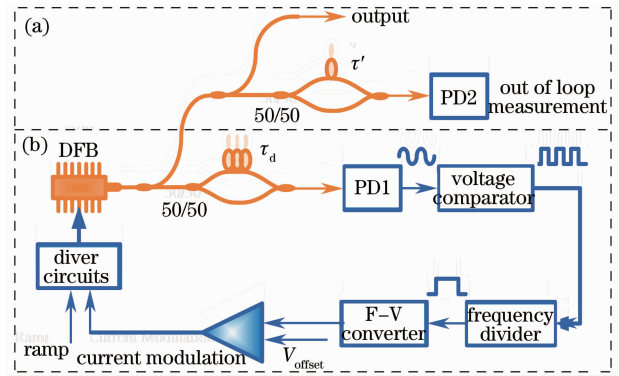 (a)
output
τ′
50/50
PD2
out of loop
measurement
(b)
DFB
τd
50/50
PD1
voltage
comparator
diver
circuits
F-V
converter
frequency
divider
ramp
current modulation
Voffset